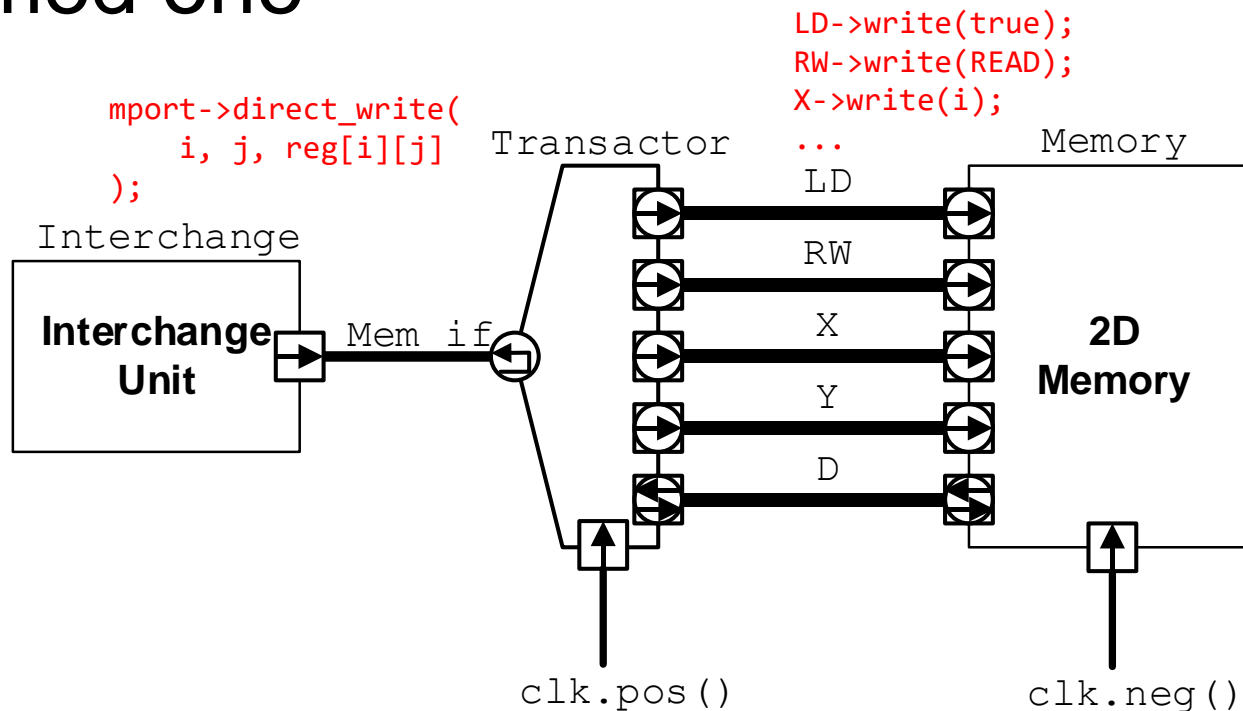 LD->write(true);
RW->write(READ);
X->write(i);
...
mport->direct_write(
i, j, reg[i][j]
);
Transactor
Memory
LD
Interchange
RW
Interchange
Unit
Mem if
X
2D
Memory
Y
D
clk.pos()
clk.neg()